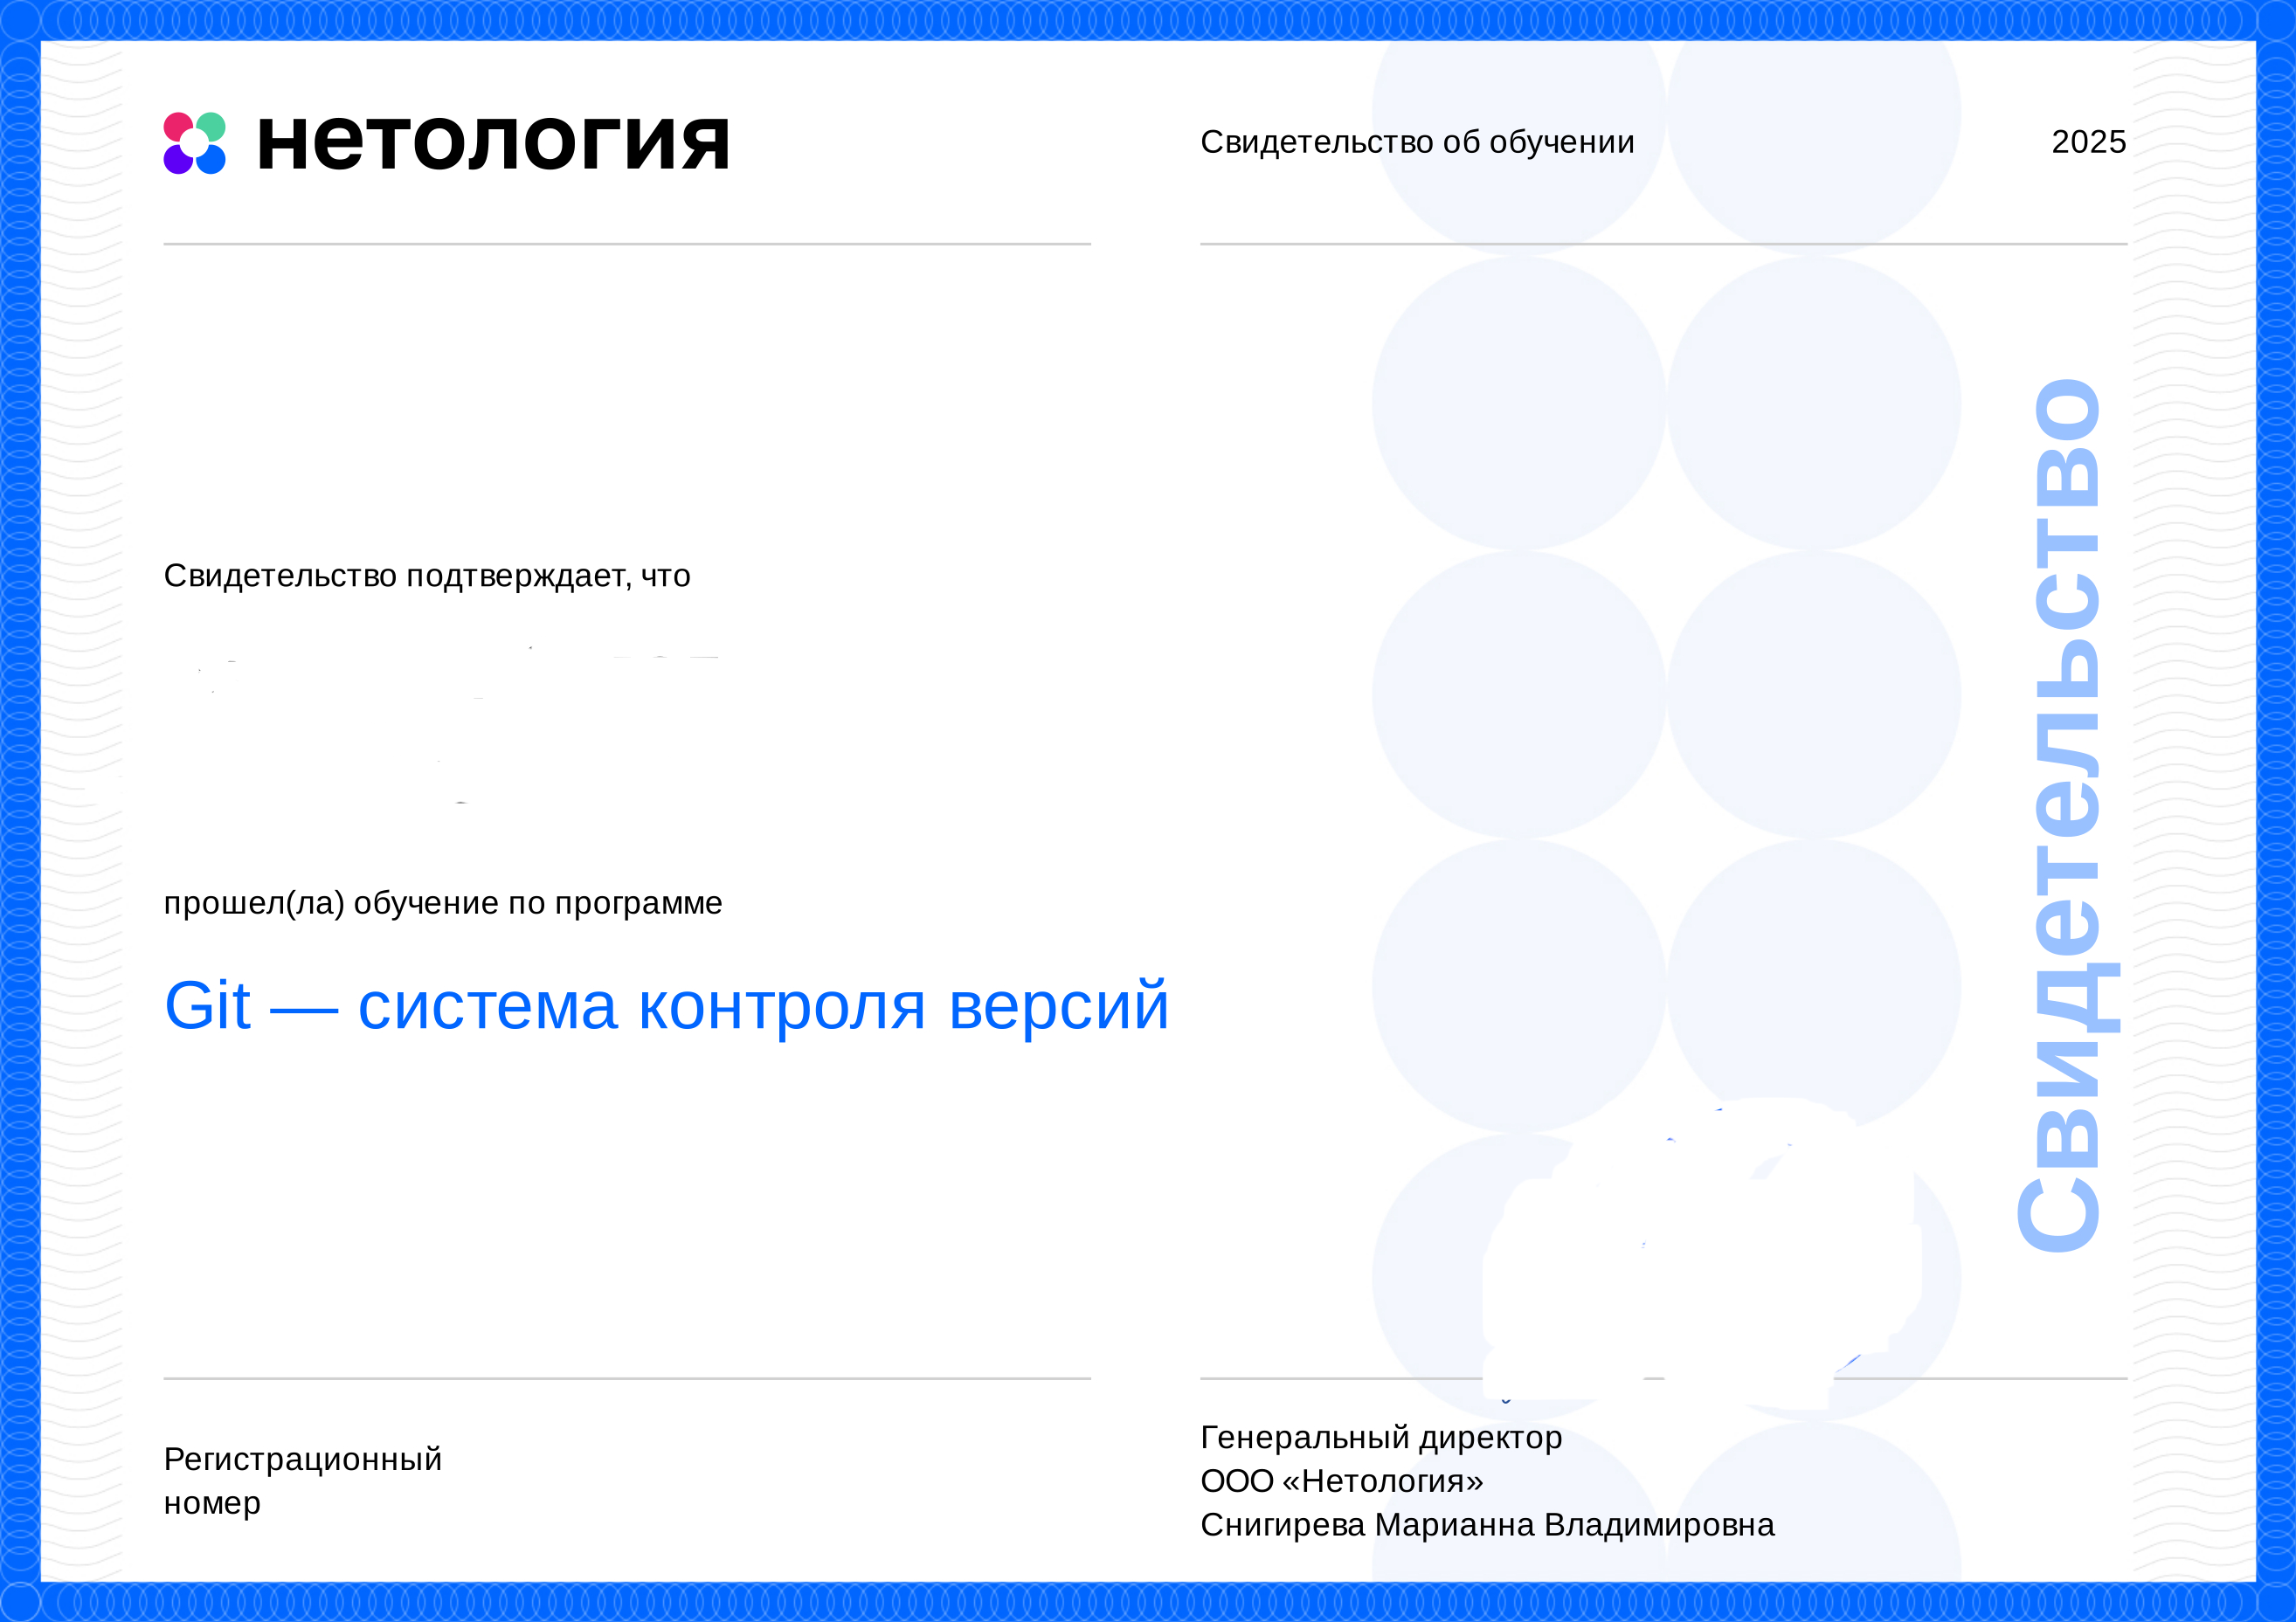 нетология
Свидетельство об обучении
2025
Свидетельство подтверждает, что
прошел(ла) обучение по программе
Git — система контроля версий
Свидетельство
Регистрационный
номер
Генеральный директор
ООО «Нетология»
Снигирева Марианна Владимировна